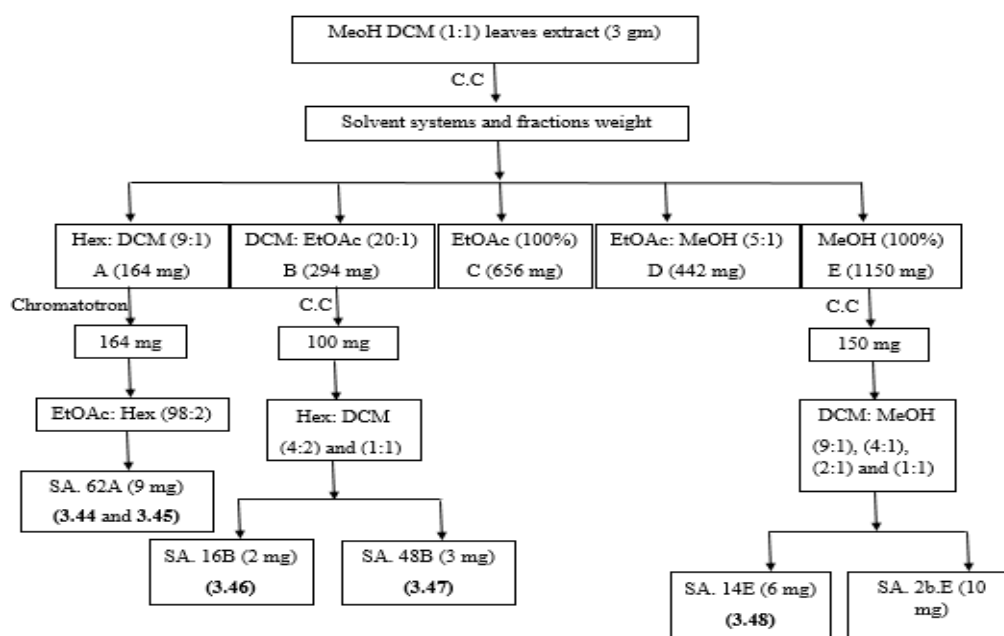 MeoH DCM (1:1) leaves extract (3 gm)
C.C
Solvent systems and fractions weight
Hex: DCM (9:1)
A (164 mg)
DCM: EtOAc (20:1)
B (294 mg)
EtOAc (100%)
C (656 mg)
EtOAc: MeOH (5:1)
D (442 mg)
MeOH (100%)
E (1150 mg)
Chromatotron
C.C
C.C
164 mg
100 mg
150 mg
EtOAc: Hex (98:2)
Hex: DCM
(4:2) and (1:1)
DCM: MeOH
(9:1), (4:1),
(2:1) and (1:1)
SA. 62A (9 mg)
(3.44 and 3.45)
SA. 16B (2 mg)
(3.46)
SA. 48B (3 mg)
(3.47)
SA. 14E (6 mg)
(3.48)
SA. 2b.E (10
mg)